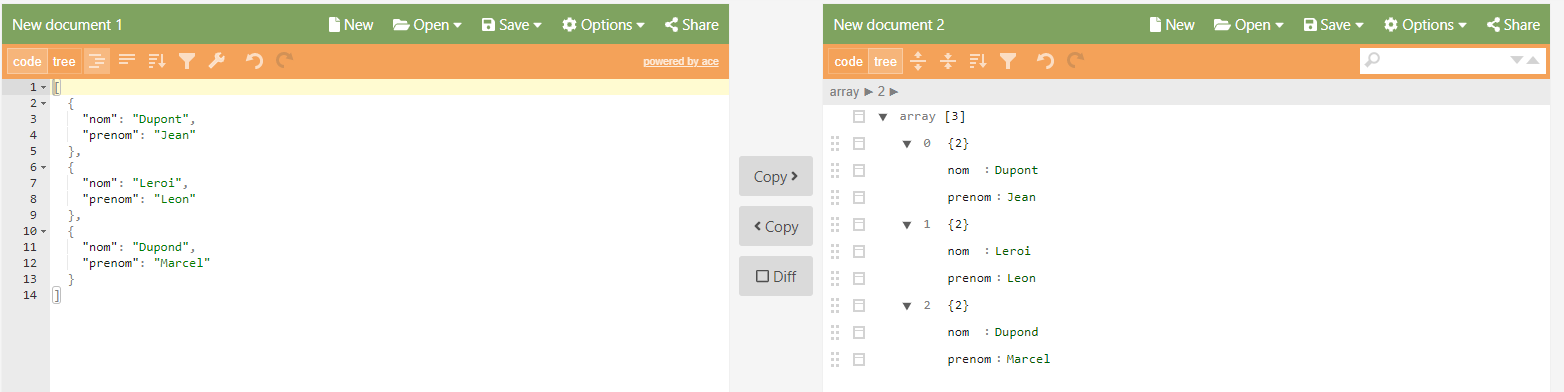 New document 1 New Open Save Options Share
code tree powered by ace
1 [
2 {
3 "nom": "Dupont",
4 "prenom": "Jean"
5 },
6 {
7 "nom": "Leroi",
8 "prenom": "Leon"
9 },
10 {
11 "nom": "Dupond",
12 "prenom": "Marcel"
13 }
14 ]
Copy
Copy
Diff
New document 2 New Open Save Options Share
code tree
array ► 2 ►
array [3]
0 {2}
nom : Dupont
prenom : Jean
1 {2}
nom : Leroi
prenom : Leon
2 {2}
nom : Dupond
prenom : Marcel